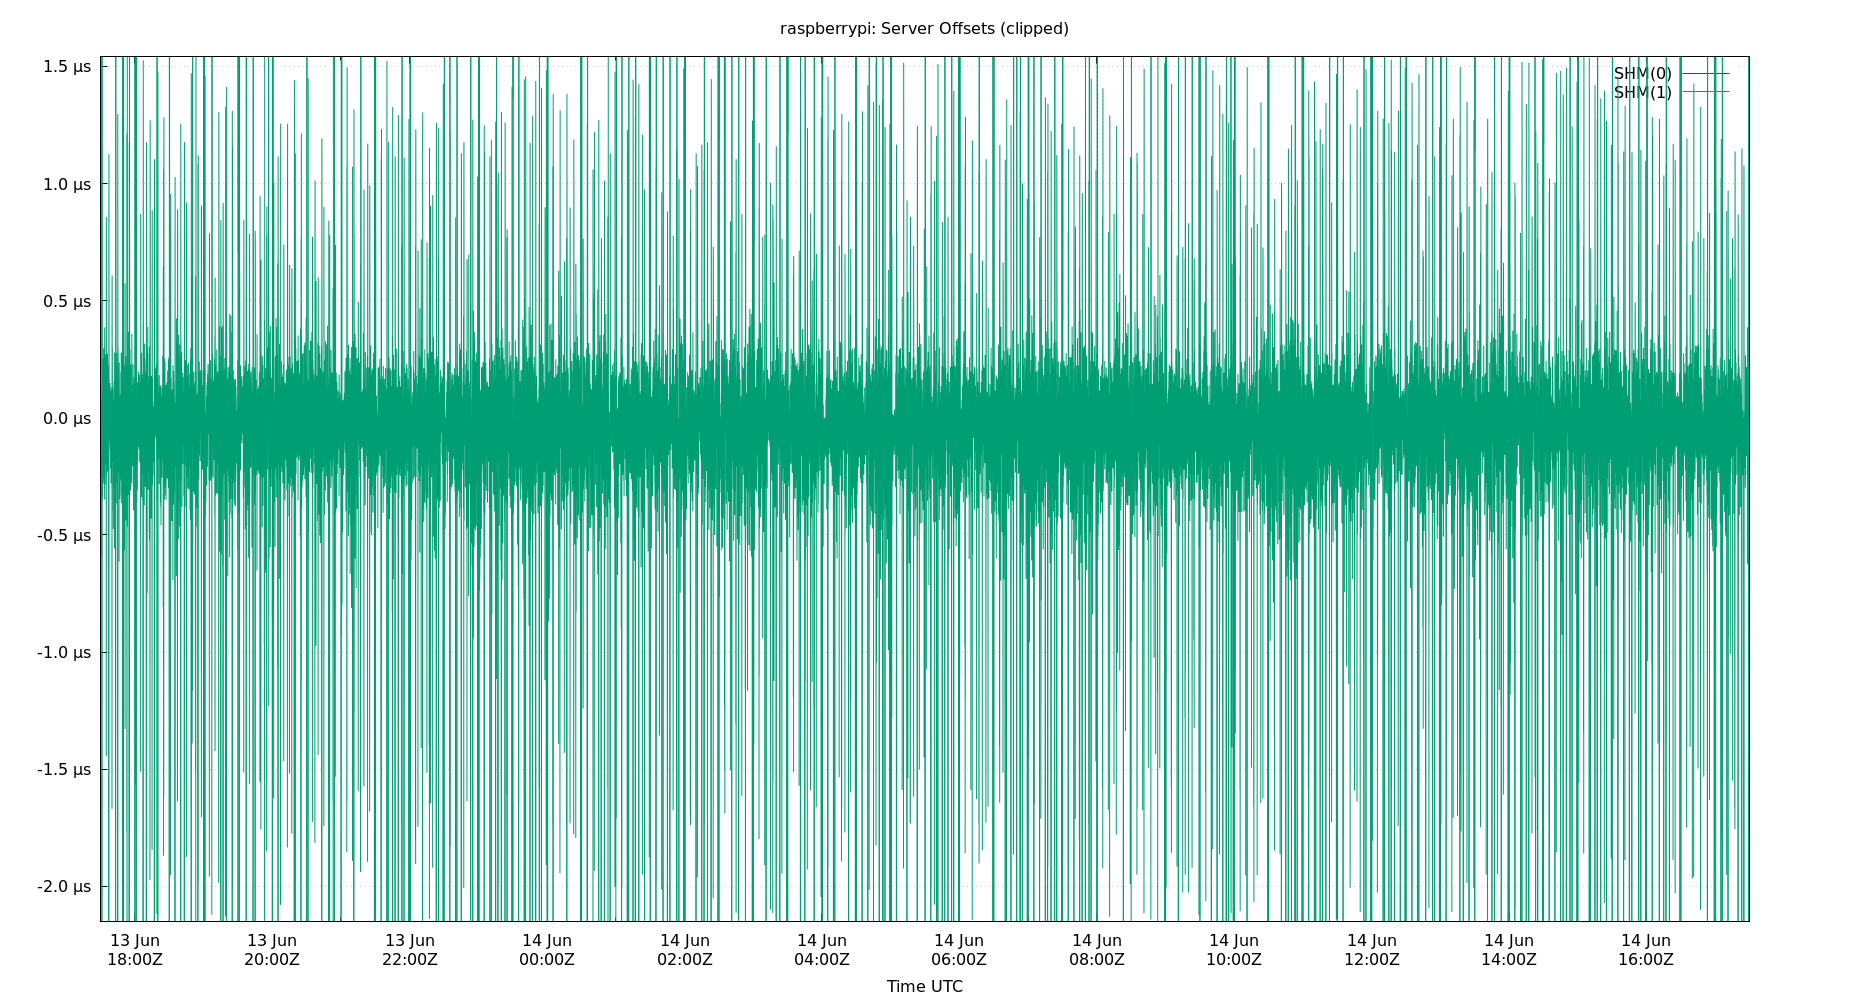 raspberrypi: Server Offsets (clipped)
SHM(0)
SHM(1)
1.5 µs
1.0 µs
0.5 µs
0.0 µs
-0.5 µs
-1.0 µs
-1.5 µs
-2.0 µs
13 Jun 13 Jun 13 Jun 14 Jun 14 Jun 14 Jun 14 Jun 14 Jun 14 Jun 14 Jun 14 Jun 14 Jun
18:00Z 20:00Z 22:00Z 00:00Z 02:00Z 04:00Z 06:00Z 08:00Z 10:00Z 12:00Z 14:00Z 16:00Z
Time UTC